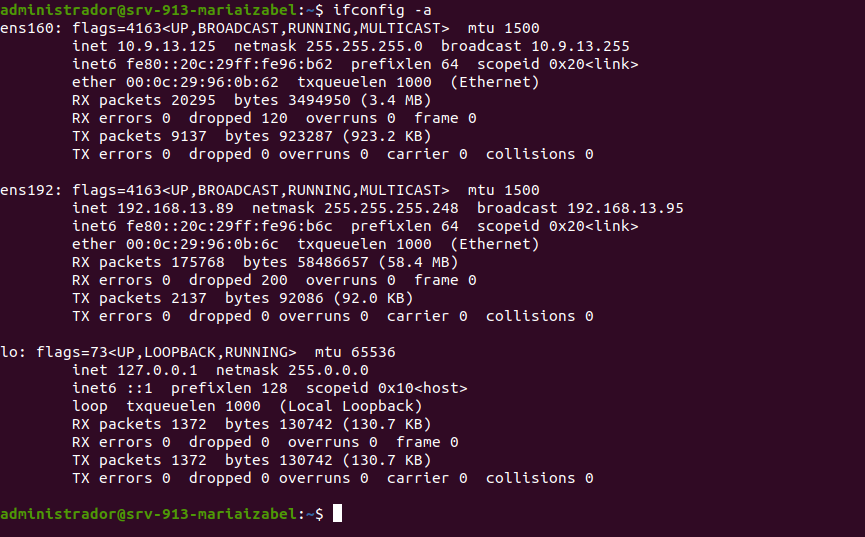 administrador@srv-913-mariaizabel:~$ ifconfig -a
ens160: flags=4163<UP,BROADCAST,RUNNING,MULTICAST>  mtu 1500
        inet 10.9.13.125  netmask 255.255.255.0  broadcast 10.9.13.255
        inet6 fe80::20c:29ff:fe96:b62  prefixlen 64  scopeid 0x20<link>
        ether 00:0c:29:96:0b:62  txqueuelen 1000  (Ethernet)
        RX packets 20295  bytes 3494950 (3.4 MB)
        RX errors 0  dropped 120  overruns 0  frame 0
        TX packets 9137  bytes 923287 (923.2 KB)
        TX errors 0  dropped 0 overruns 0  carrier 0  collisions 0

ens192: flags=4163<UP,BROADCAST,RUNNING,MULTICAST>  mtu 1500
        inet 192.168.13.89  netmask 255.255.255.248  broadcast 192.168.13.95
        inet6 fe80::20c:29ff:fe96:b6c  prefixlen 64  scopeid 0x20<link>
        ether 00:0c:29:96:0b:6c  txqueuelen 1000  (Ethernet)
        RX packets 175768  bytes 58486657 (58.4 MB)
        RX errors 0  dropped 200  overruns 0  frame 0
        TX packets 2137  bytes 92086 (92.0 KB)
        TX errors 0  dropped 0 overruns 0  carrier 0  collisions 0

lo: flags=73<UP,LOOPBACK,RUNNING>  mtu 65536
        inet 127.0.0.1  netmask 255.0.0.0
        inet6 ::1  prefixlen 128  scopeid 0x10<host>
        loop  txqueuelen 1000  (Local Loopback)
        RX packets 1372  bytes 130742 (130.7 KB)
        RX errors 0  dropped 0  overruns 0  frame 0
        TX packets 1372  bytes 130742 (130.7 KB)
        TX errors 0  dropped 0 overruns 0  carrier 0  collisions 0

administrador@srv-913-mariaizabel:~$